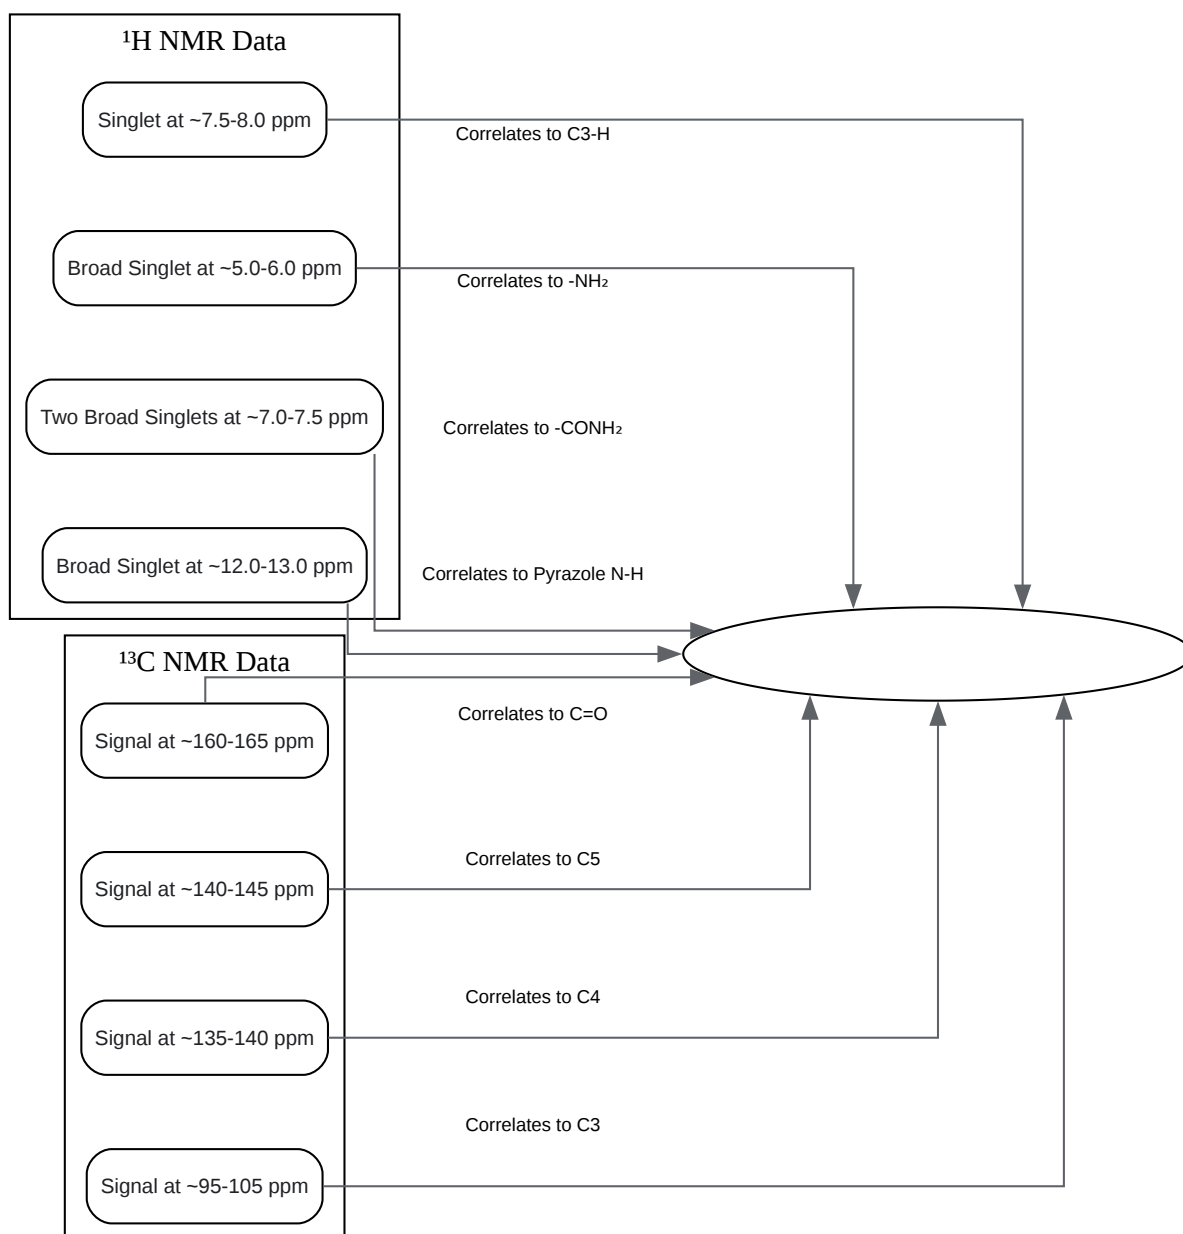 ¹H NMR Data
Singlet at ~7.5-8.0 ppm
Correlates to C3-H
Broad Singlet at ~5.0-6.0 ppm
Correlates to -NH₂
Two Broad Singlets at ~7.0-7.5 ppm
Correlates to -CONH₂
Broad Singlet at ~12.0-13.0 ppm
Correlates to Pyrazole N-H
¹³C NMR Data
Signal at ~160-165 ppm
Correlates to C=O
Signal at ~140-145 ppm
Correlates to C5
Signal at ~135-140 ppm
Correlates to C4
Signal at ~95-105 ppm
Correlates to C3